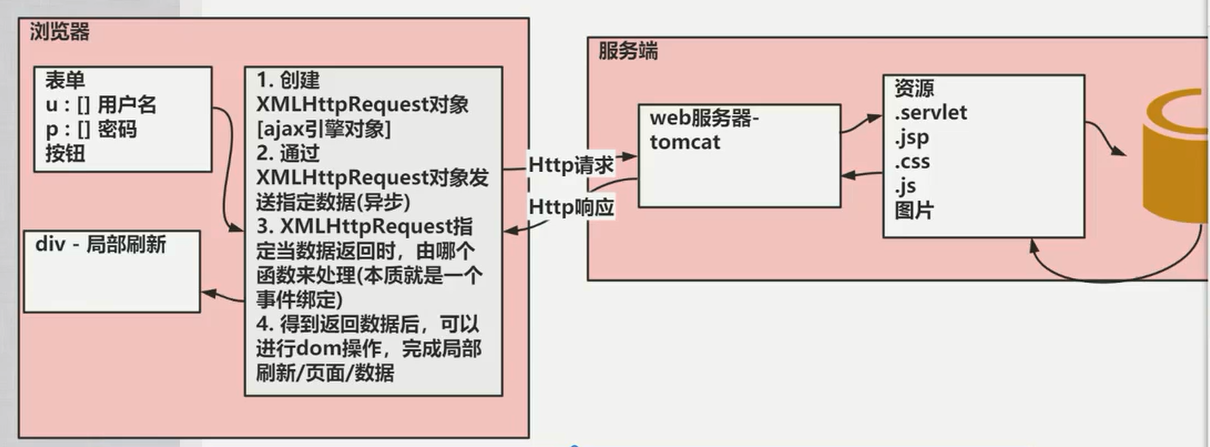 浏览器
表单
u : [] 用户名
p : [] 密码
按钮
1. 创建
XMLHttpRequest对象
[ajax引擎对象]
2. 通过
XMLHttpRequest对象发
送指定数据(异步)
3. XMLHttpRequest指
定当数据返回时，由哪个
函数来处理(本质就是一个
事件绑定)
4. 得到返回数据后，可以
进行dom操作，完成局部
刷新/页面/数据
div - 局部刷新
Http请求
Http响应
服务端
web服务器-
tomcat
资源
.servlet
.jsp
.css
.js
图片